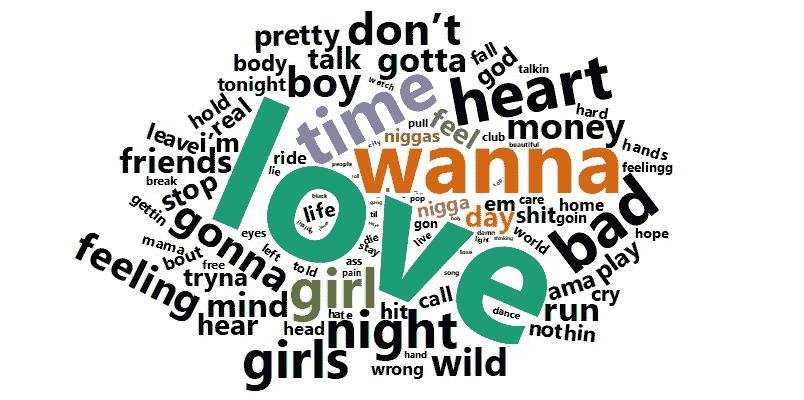 don't
pretty
talk
gotta
fall
god
talkin
body
tonight
boy
watch
time
heart
hard
money
hands
feelingg
hold
real
leave
i'm
friends
break
stop
gettin
ride
lie
people
city
niggas
pull
feel
club
beautiful
wanna
love
black
life
inside
roll
gang
pop
til
nigga
gon
live
day
em
care
shit
home
goin
holy
damn
light
thinking
world
bad
hope
play
ama
cry
run
nothin
gonna
eyes
left
told
mama
bout
free
feeling
tryna
mind
hear
girl
ass
pain
die
stay
song
call
hit
hate
head
night
hand
dance
girls
wrong
wild